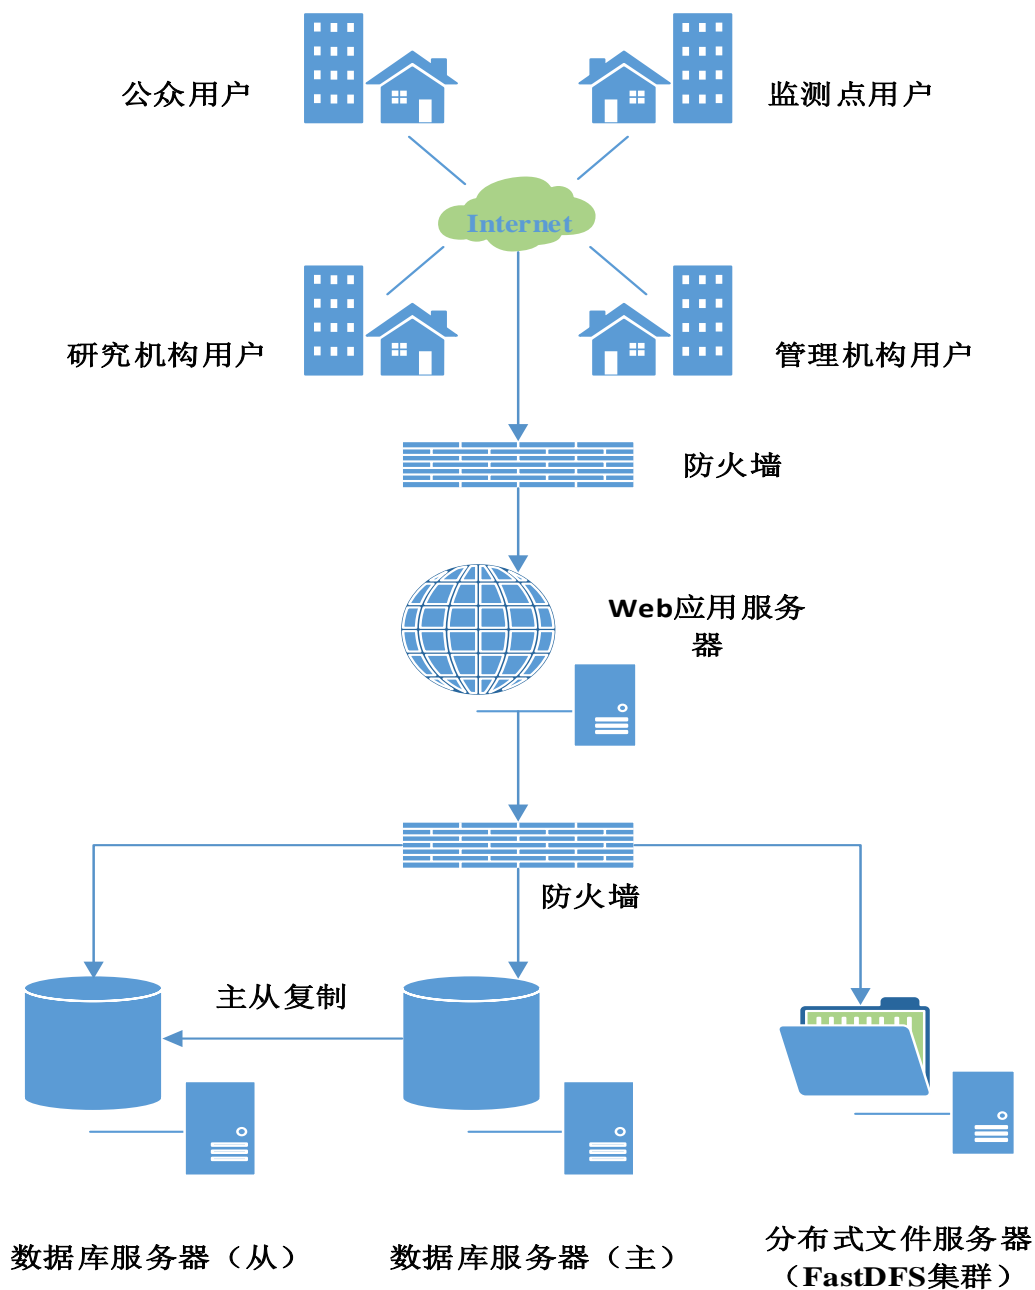 公众用户
监测点用户
Internet
研究机构用户
管理机构用户
防火墙
Web应用服务
器
防火墙
主从复制
数据库服务器（从）
数据库服务器（主）
分布式文件服务器
（FastDFS集群）